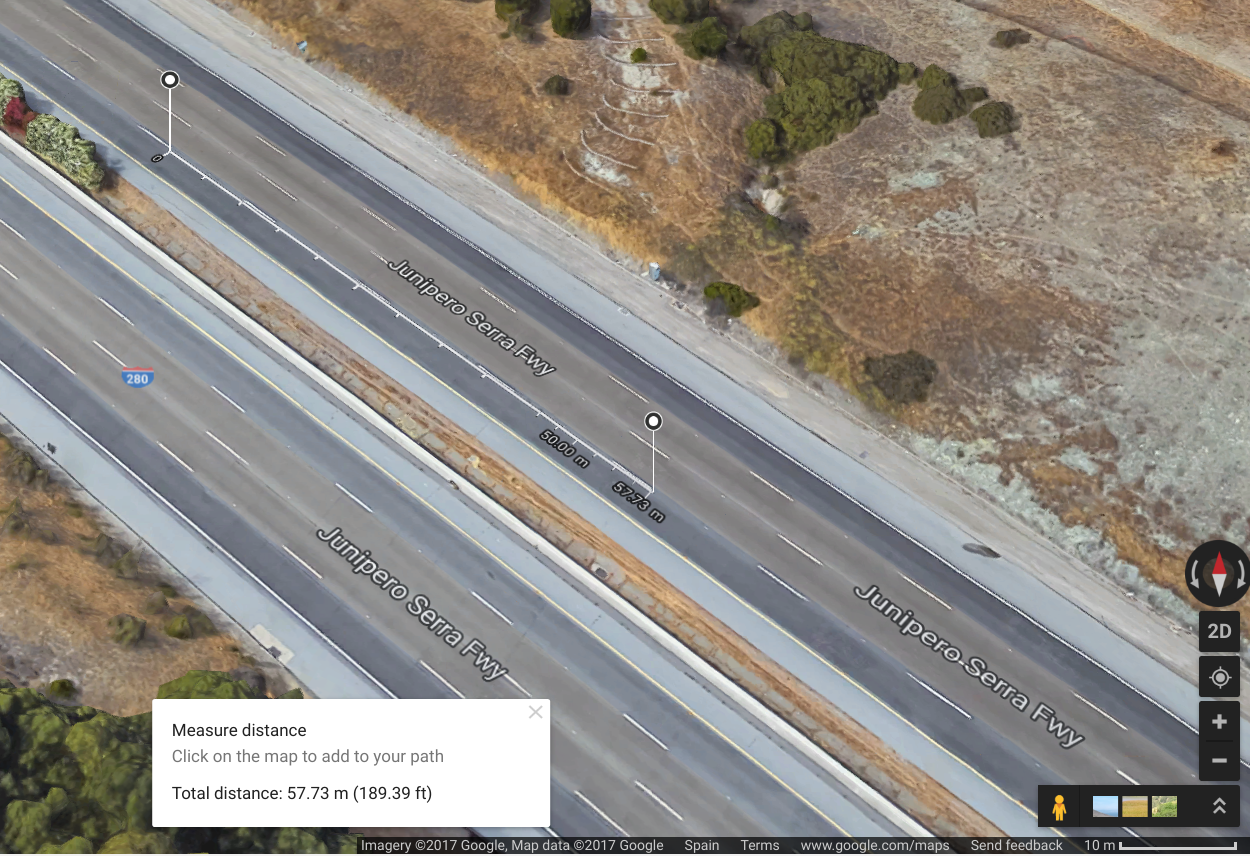 0
Junipero Serra Fwy
280
50.00 m
57.73 m
Junipero Serra Fwy
Junipero Serra Fwy
2D
Measure distance
Click on the map to add to your path
Total distance: 57.73 m (189.39 ft)
Imagery ©2017 Google, Map data ©2017 Google Spain Terms www.google.com/maps Send feedback 10 m